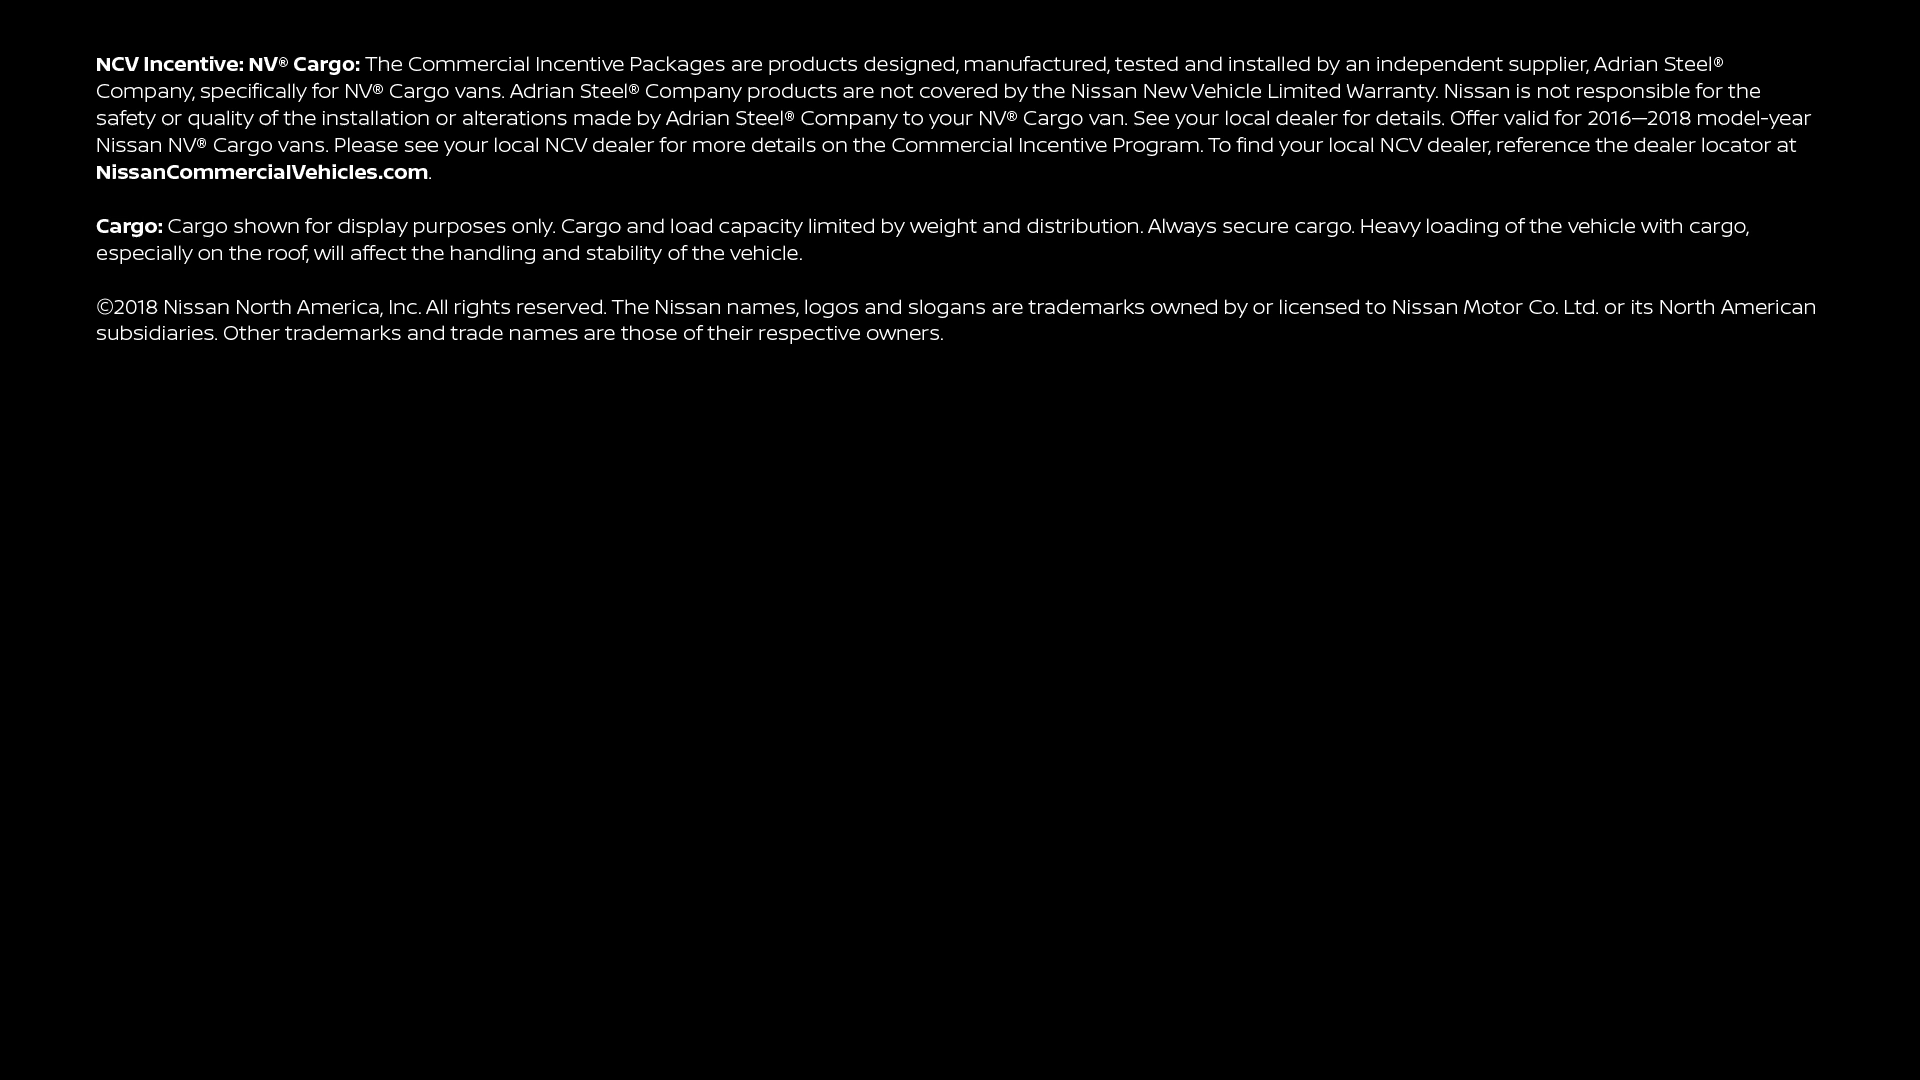 NCV Incentive: NV® Cargo: The Commercial Incentive Packages are products designed, manufactured, tested and installed by an independent supplier, Adrian Steel®
Company, specifically for NV® Cargo vans. Adrian Steel® Company products are not covered by the Nissan New Vehicle Limited Warranty. Nissan is not responsible for the
safety or quality of the installation or alterations made by Adrian Steel® Company to your NV® Cargo van. See your local dealer for details. Offer valid for 2016—2018 model-year
Nissan NV® Cargo vans. Please see your local NCV dealer for more details on the Commercial Incentive Program. To find your local NCV dealer, reference the dealer locator at
NissanCommercialVehicles.com.
Cargo: Cargo shown for display purposes only. Cargo and load capacity limited by weight and distribution. Always secure cargo. Heavy loading of the vehicle with cargo,
especially on the roof, will affect the handling and stability of the vehicle.
©2018 Nissan North America, Inc. All rights reserved. The Nissan names, logos and slogans are trademarks owned by or licensed to Nissan Motor Co. Ltd. or its North American
subsidiaries. Other trademarks and trade names are those of their respective owners.